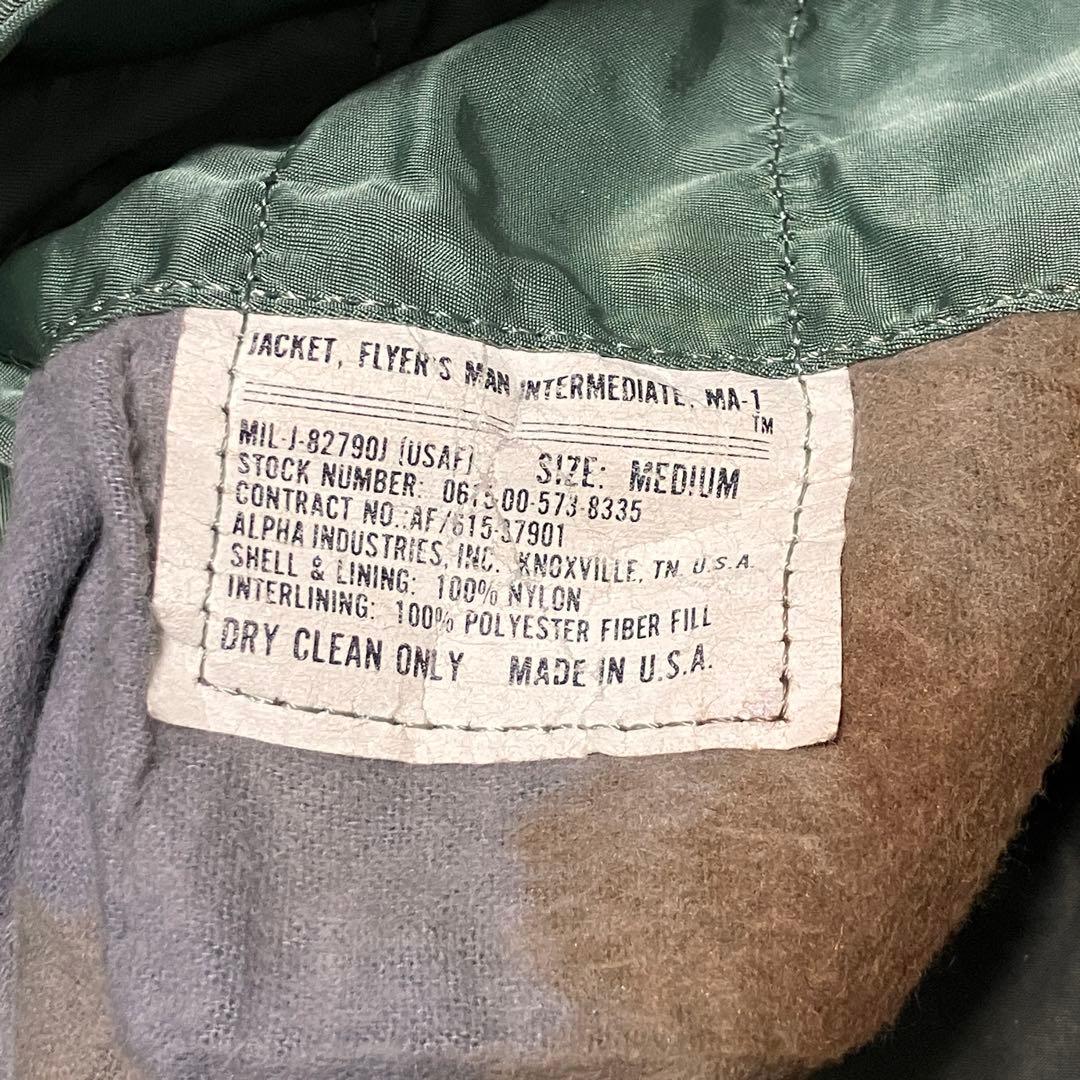 JACKET, FLYER'S MAN INTERMEDIATE, MA-1
TM
MIL-J-82790J (USAF) SIZE: MEDIUM
STOCK NUMBER: 0615-00-573-8335
CONTRACT NO.:AF/615-37901
ALPHA INDUSTRIES, INC. KNOXVILLE, TN. U.S.A.
SHELL & LINING: 100% NYLON
INTERLINING: 100% POLYESTER FIBER FILL
DRY CLEAN ONLY MADE IN U.S.A.